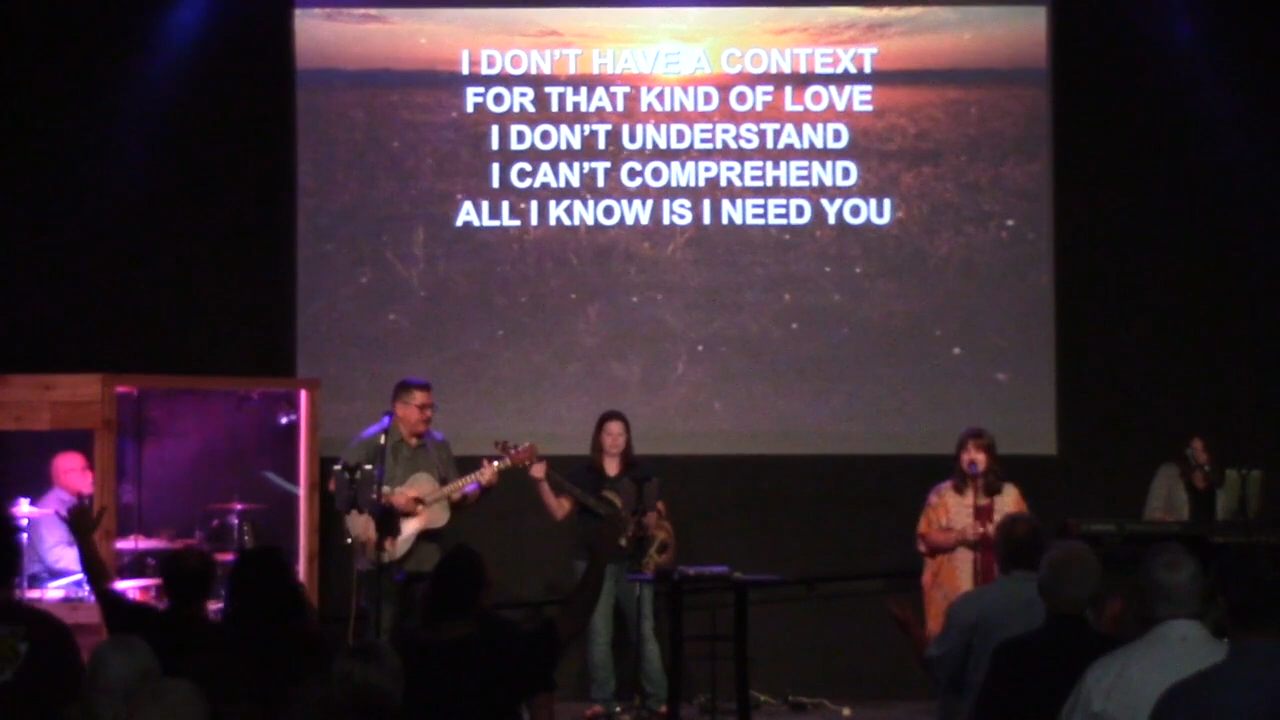 I DON'T HAVE A CONTEXT
FOR THAT KIND OF LOVE
I DON'T UNDERSTAND
I CAN'T COMPREHEND
ALL I KNOW IS I NEED YOU